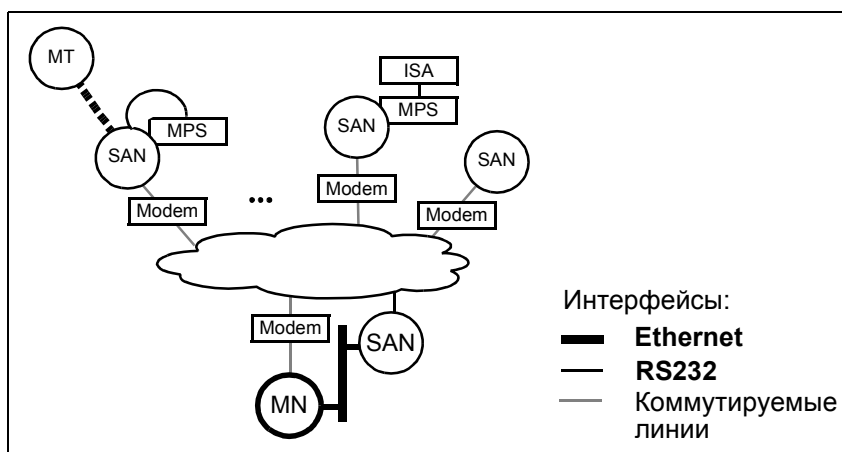 MT
ISA
MPS
MPS
SAN
SAN
SAN
Modem
...
Modem
Modem
Modem
SAN
MN
Интерфейсы:
Ethernet
RS232
Коммутируемые
линии